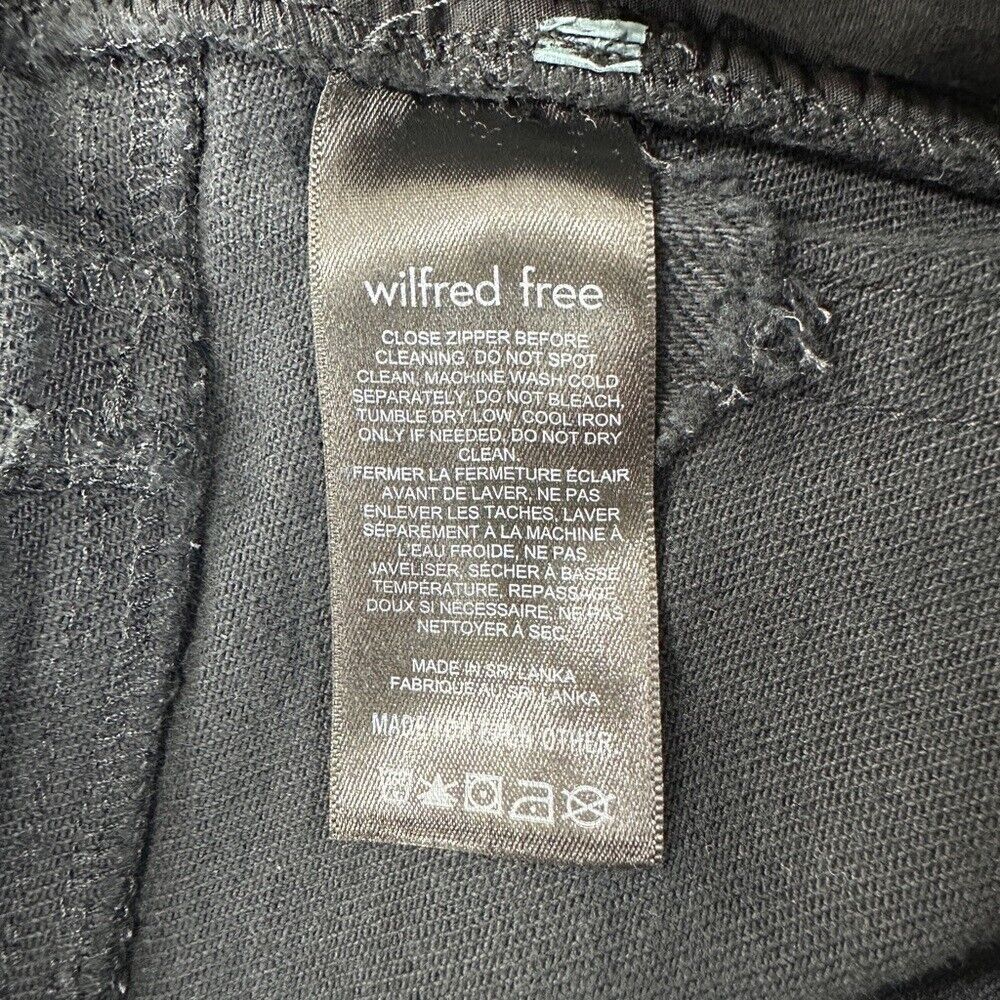 wilfred free
CLOSE ZIPPER BEFORE
CLEANING, DO NOT SPOT
CLEAN, MACHINE WASH COLD
SEPARATELY, DO NOT BLEACH,
TUMBLE DRY LOW, COOL IRON
ONLY IF NEEDED, DO NOT DRY
CLEAN.
FERMER LA FERMETURE ÉCLAIR
AVANT DE LAVER, NE PAS
ENLEVER LES TACHES, LAVER
SÉPARÉMENT À LA MACHINE À
L'EAU FROIDE, NE PAS
JAVELISER, SÉCHER À BASSE
TEMPÉRATURE, REPASSAGE
DOUX SI NÉCESSAIRE, NE PAS
NETTOYER À SEC.
MADE IN SRI LANKA
FABRIQUE AU SRI LANKA
MADE OTHER.